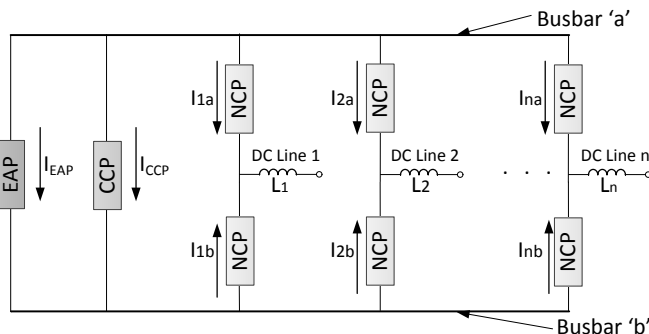 Busbar 'a'
I1a NCP I2a NCP Ina NCP
EAP IEAP CCP ICCP
DC Line 1 DC Line 2 . . . DC Line n
L1 L2 Ln
I1b NCP I2b NCP Inb NCP
Busbar 'b'